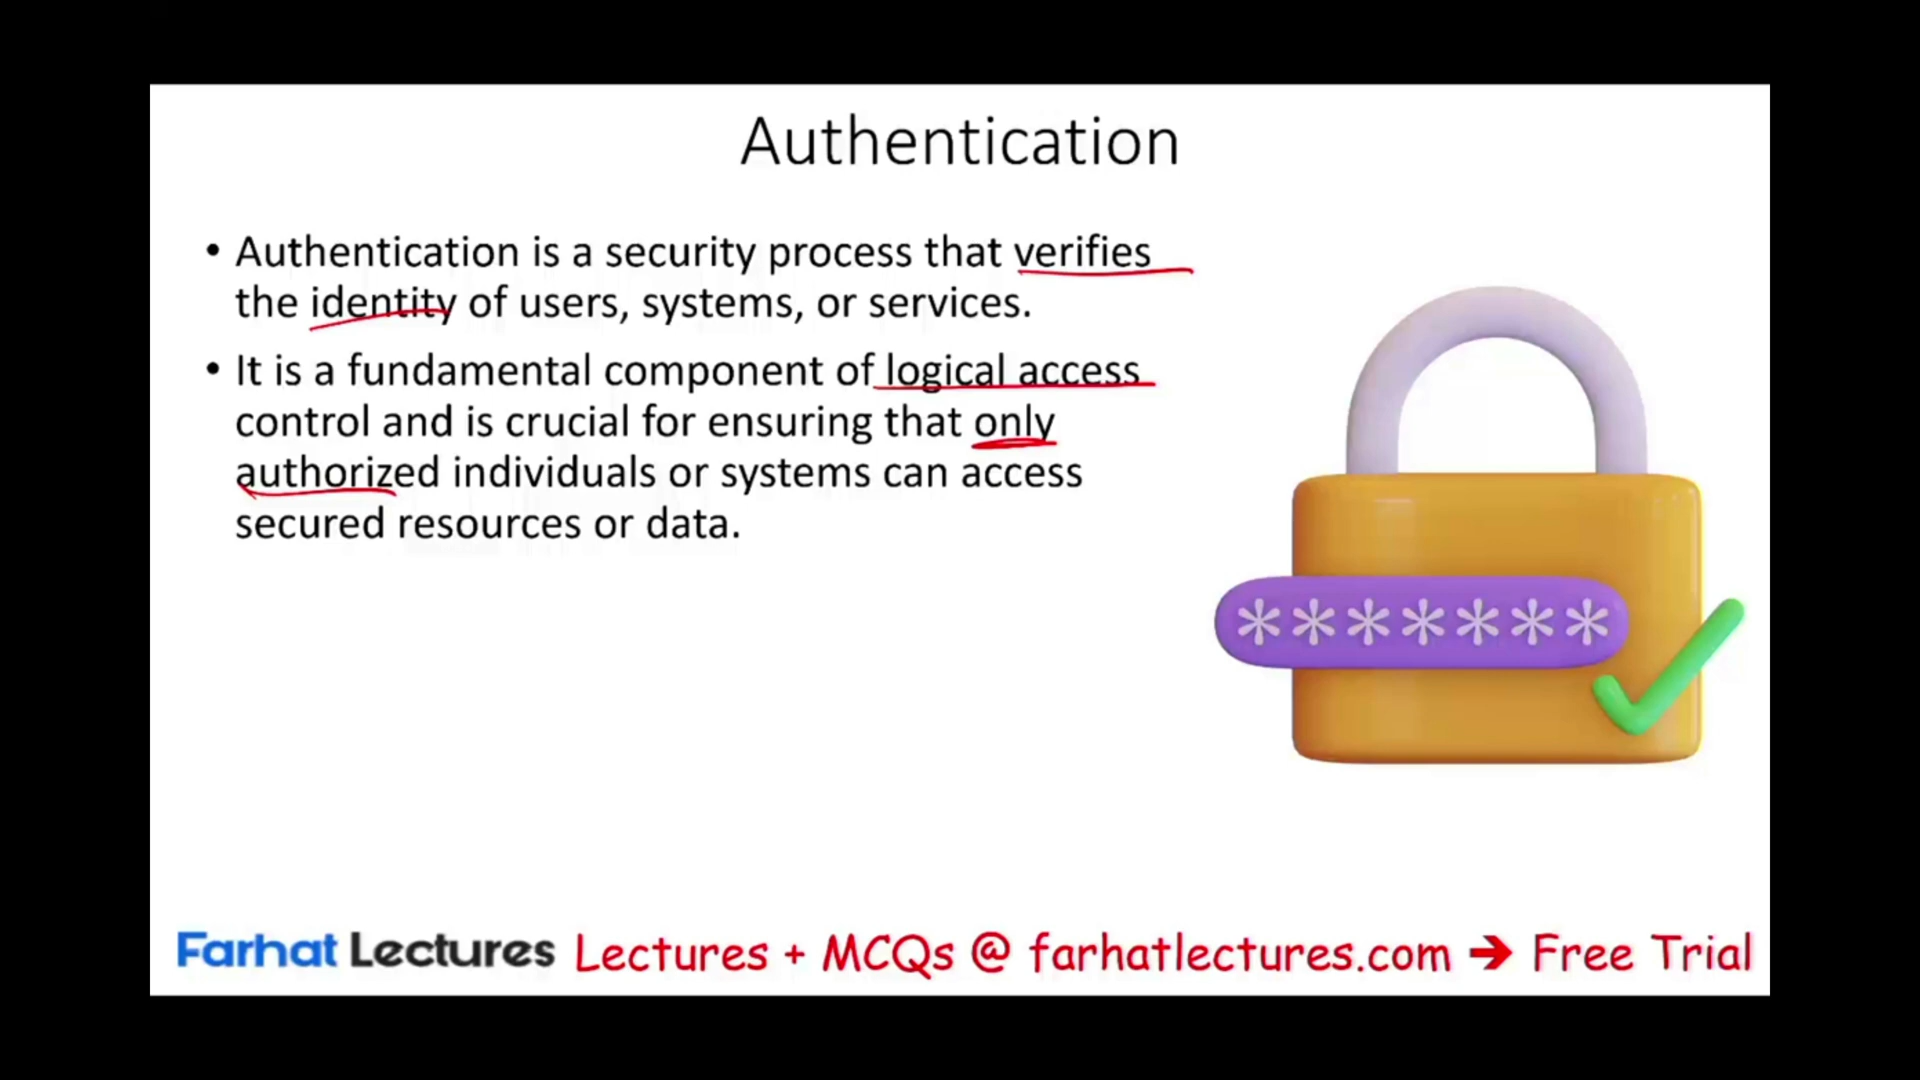 Authentication
• Authentication is a security process that verifies
the identity of users, systems, or services.
• It is a fundamental component of logical access
control and is crucial for ensuring that only
authorized individuals or systems can access
secured resources or data.
*******
Farhat Lectures Lectures + MCQs @ farhatlectures.com ➔ Free Trial